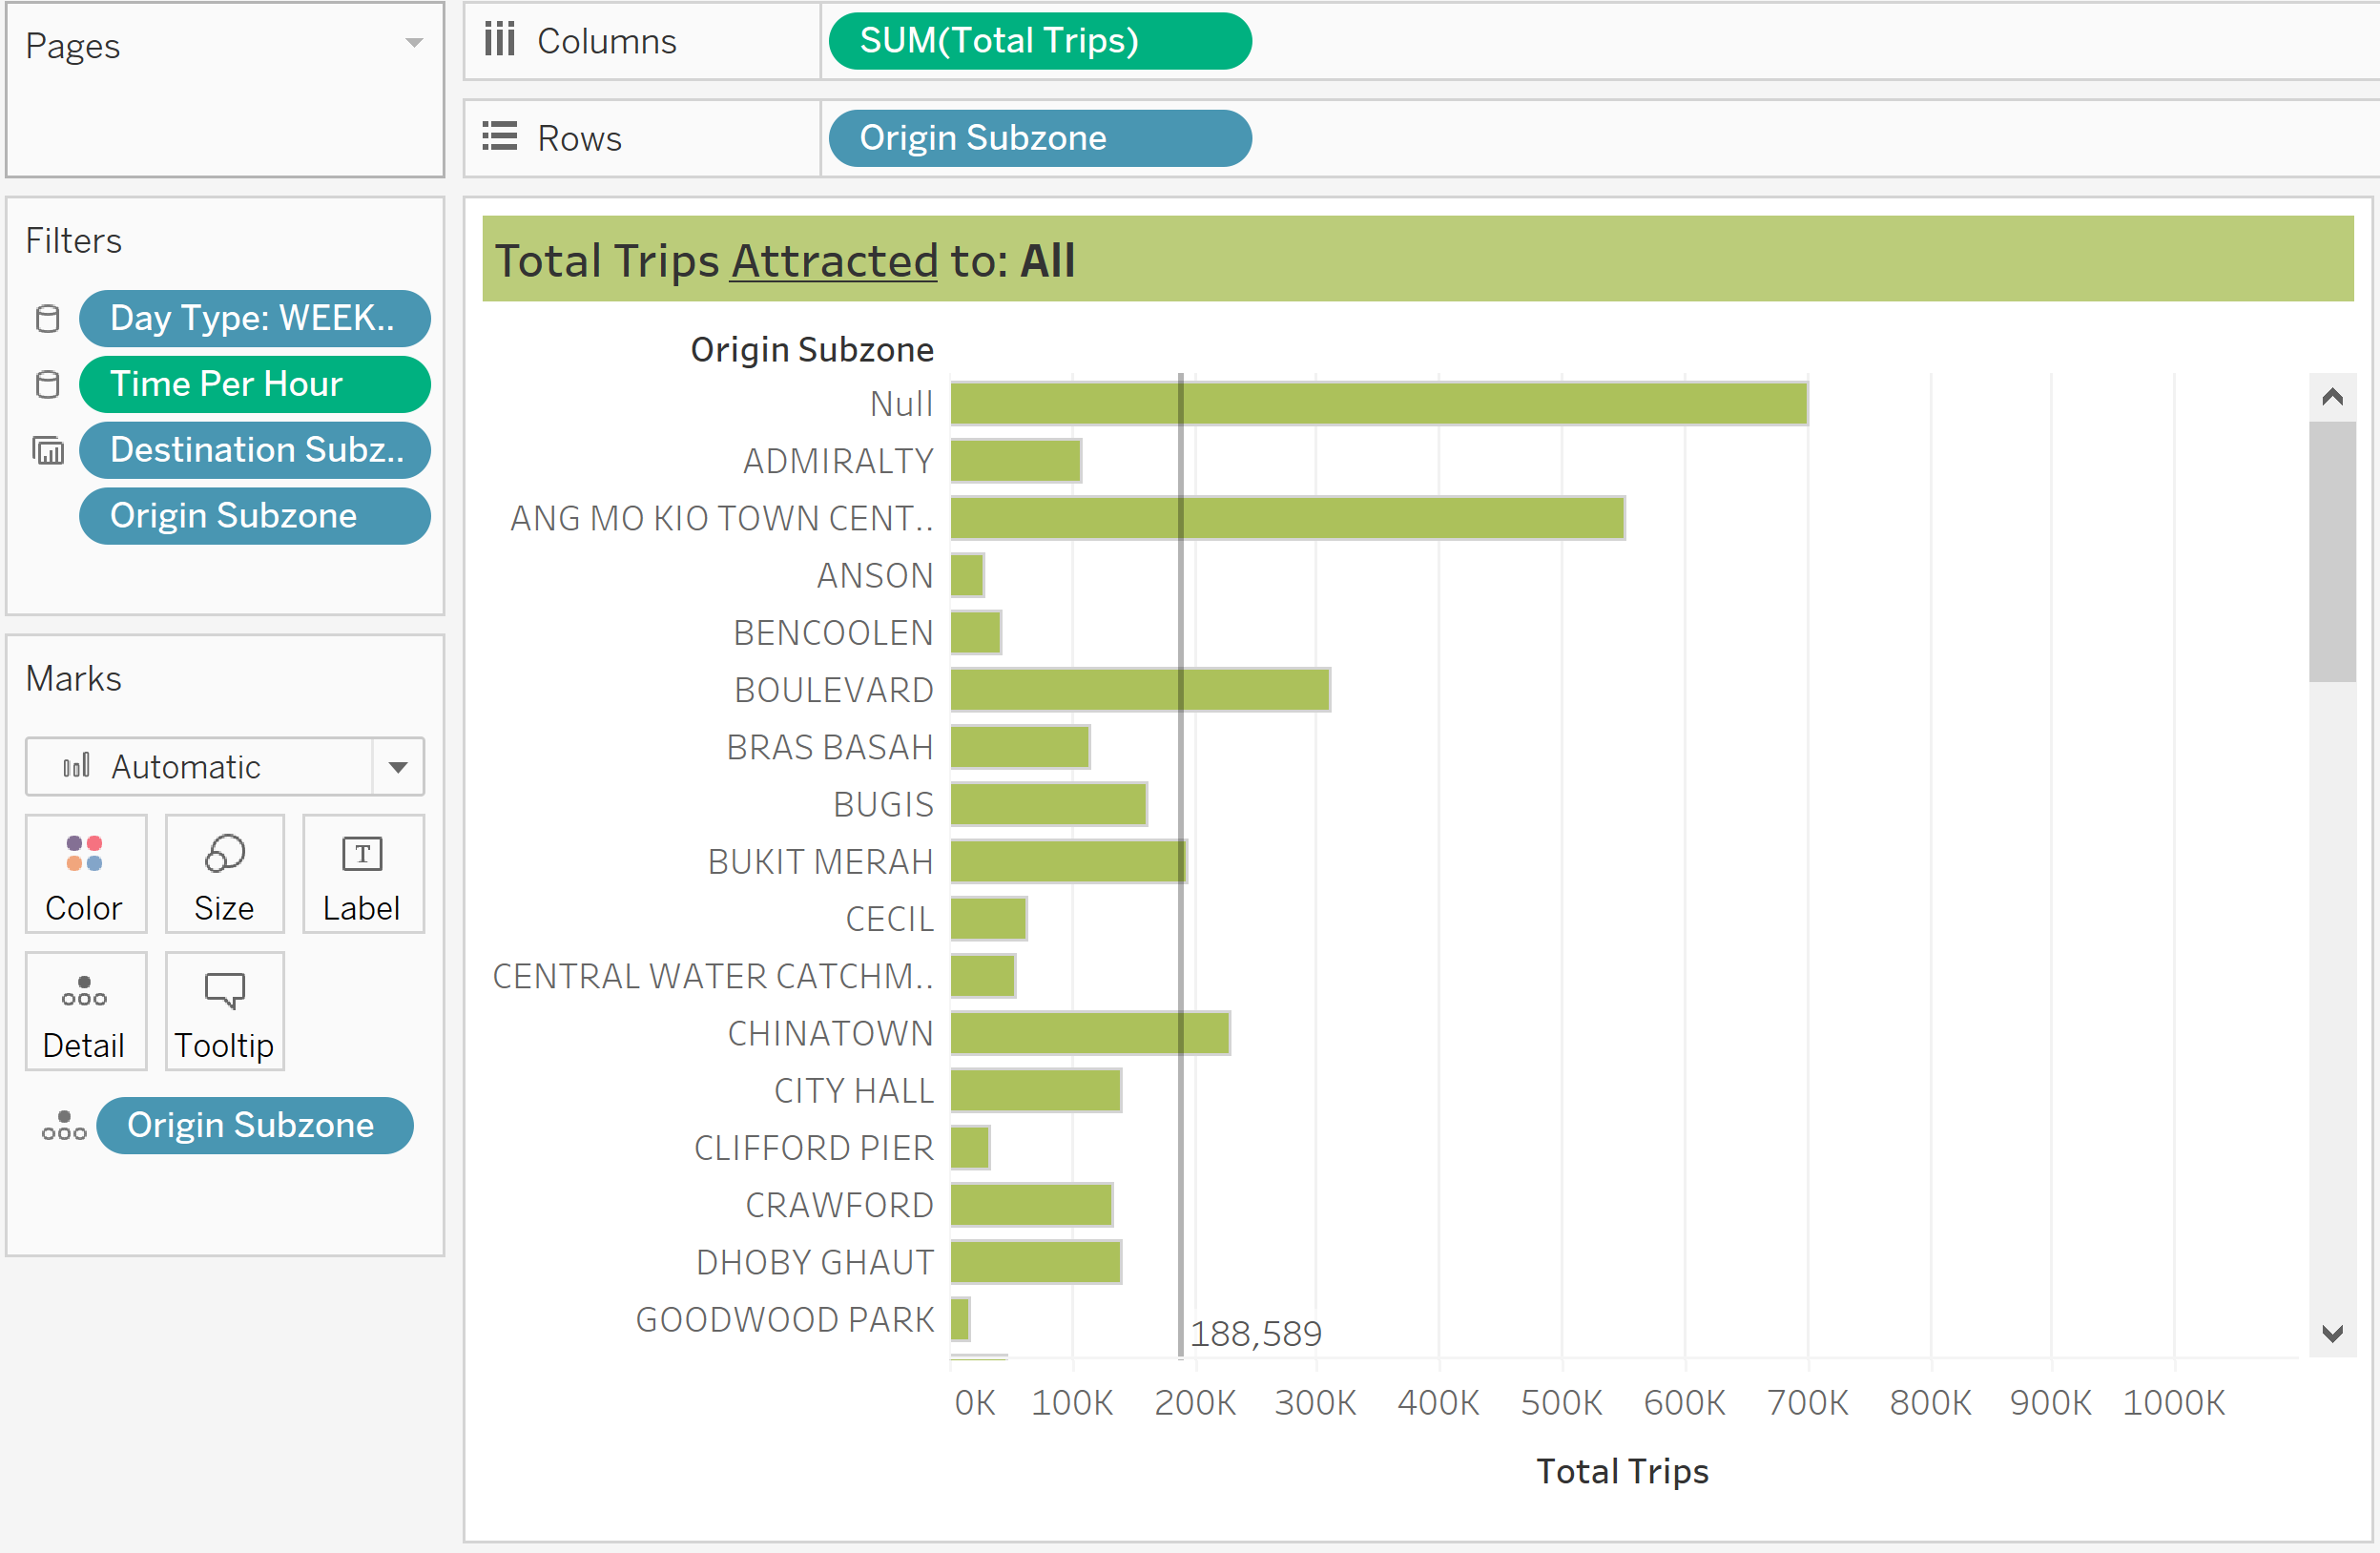 Pages
Columns
SUM(Total Trips)
Rows
Origin Subzone
Filters
Day Type: WEEK..
Time Per Hour
Destination Subz..
Origin Subzone
Marks
Automatic
Color
Size
T
Label
Detail
Tooltip
Origin Subzone
Total Trips Attracted to: All
Origin Subzone
Null
ADMIRALTY
ANG MO KIO TOWN CENT..
ANSON
BENCOOLEN
BOULEVARD
BRAS BASAH
BUGIS
BUKIT MERAH
CECIL
CENTRAL WATER CATCHM..
CHINATOWN
CITY HALL
CLIFFORD PIER
CRAWFORD
DHOBY GHAUT
GOODWOOD PARK
188,589
0K 100K 200K 300K 400K 500K 600K 700K 800K 900K 1000K
Total Trips